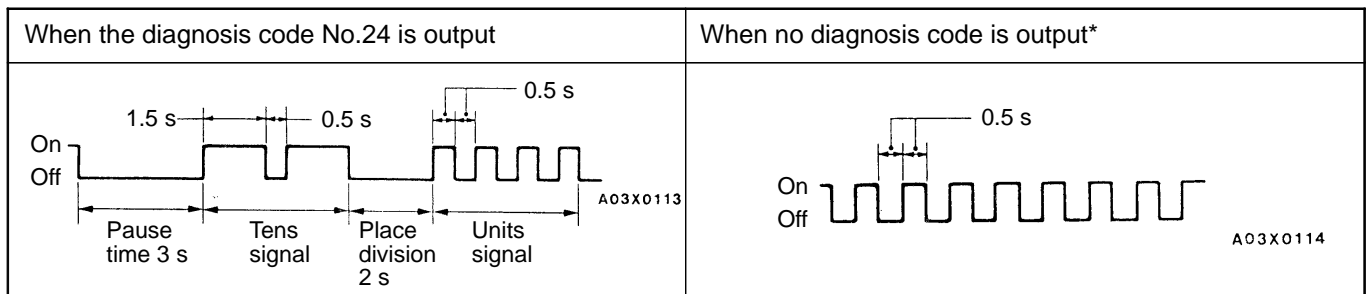 When the diagnosis code No.24 is output
When no diagnosis code is output*
0.5 s
1.5 s
0.5 s
On
Off
A03X0113
Pause
time 3 s
Tens
signal
Place
division
2 s
Units
signal
0.5 s
On
Off
A03X0114